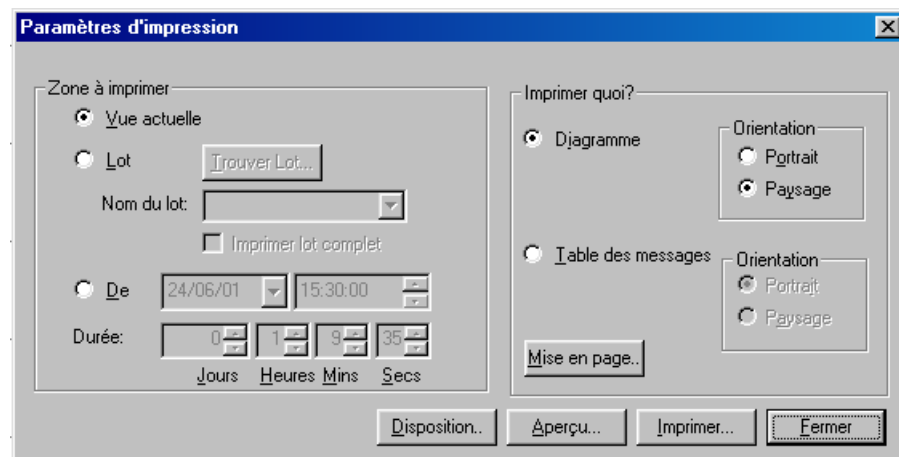 Paramètres d'impression
Zone à imprimer
Vue actuelle
Lot
Trouver Lot...
Nom du lot:
Imprimer lot complet
De
24/06/01
15:30:00
Durée:
0
1
9
35
Jours
Heures
Mins
Secs
Imprimer quoi?
Diagramme
Orientation
Portrait
Paysage
Table des messages
Orientation
Portrait
Paysage
Mise en page..
Disposition..
Aperçu...
Imprimer...
Fermer